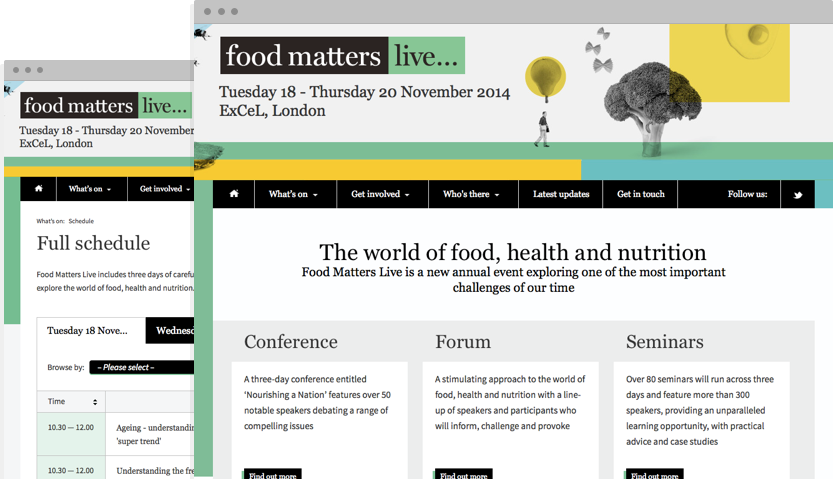 food matters live...
Tuesday 18 - Thursday 20 November 2014
ExCeL, London
What's on
Get involved
Who's there
Latest updates
Get in touch
Follow us:
The world of food, health and nutrition
Food Matters Live is a new annual event exploring one of the most important
challenges of our time
Conference
A three-day conference entitled
'Nourishing a Nation' features over 50
notable speakers debating a range of
compelling issues
Find out more
Forum
A stimulating approach to the world of
food, health and nutrition with a line-
up of speakers and participants who
will inform, challenge and provoke
Find out more
Seminars
Over 80 seminars will run across three
days and feature more than 300
speakers, providing an unparalleled
learning opportunity, with practical
advice and case studies
Find out more
food matters live...
Tuesday 18 - Thursday 20 November
ExCeL, London
What's on
Get involved
What's on: Schedule
Full schedule
Food Matters Live includes three days of
explore the world of food, health and nutrition.
Tuesday 18 Nove...
Browse by:
– Please select –
Time
10.30 — 12.00
Ageing - understandin
'super trend'
10.30 — 12.00
Understanding the